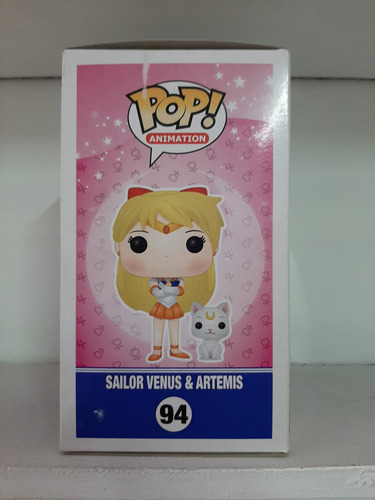 POP!
ANIMATION
SAILOR VENUS & ARTEMIS
94